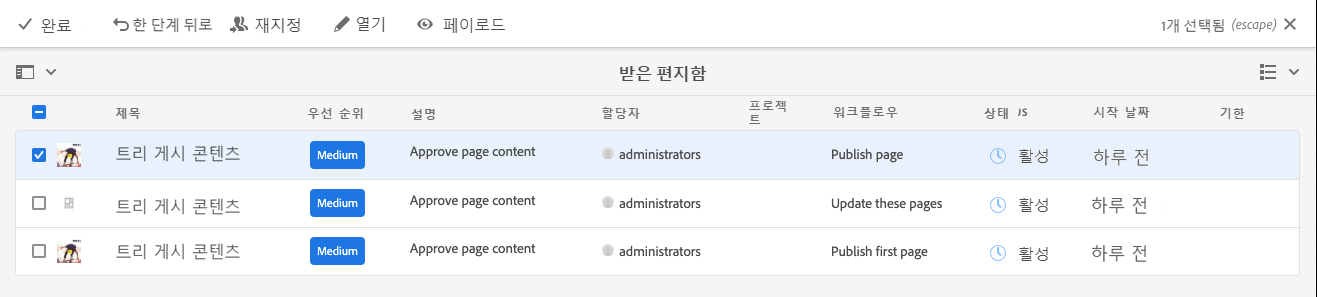 완료 한 단계 뒤로 재지정 열기 페이로드 1개 선택됨 (escape)
받은 편지함
제목 우선 순위 설명 할당자 프로젝트 워크플로우 상태 JS 시작 날짜 기한
트리 게시 콘텐츠 Medium Approve page content administrators Publish page 활성 하루 전
트리 게시 콘텐츠 Medium Approve page content administrators Update these pages 활성 하루 전
트리 게시 콘텐츠 Medium Approve page content administrators Publish first page 활성 하루 전